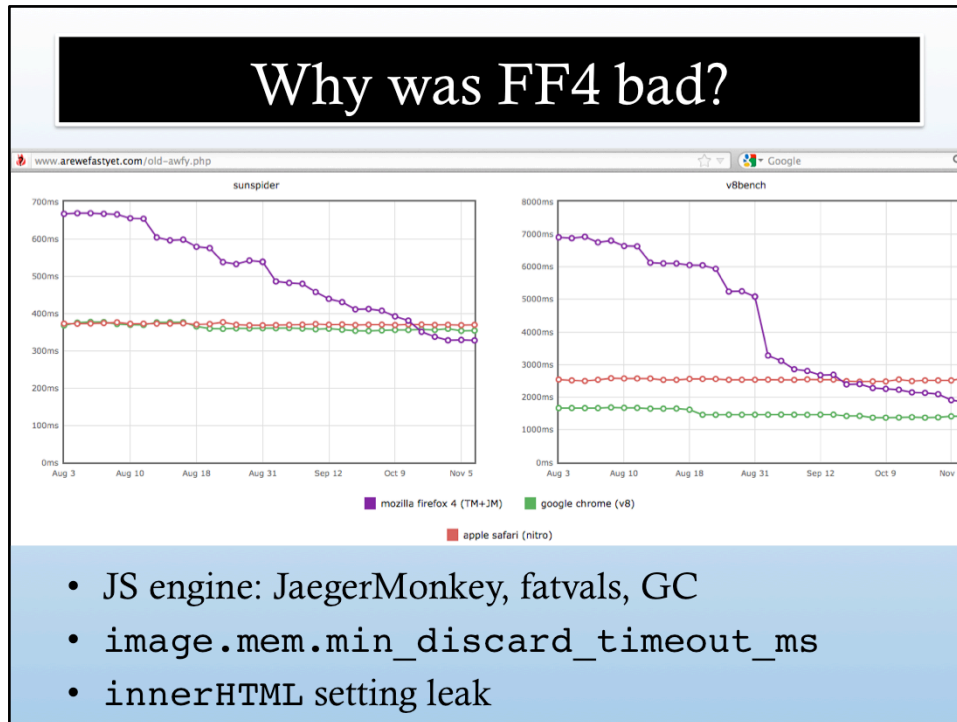 Why was FF4 bad?
www.arewefastyet.com/old-awfy.php
Google
sunspider
700ms
600ms
500ms
400ms
300ms
200ms
100ms
0ms
Aug 3 Aug 10 Aug 18 Aug 31 Sep 12 Oct 9 Nov 5
v8bench
8000ms
7000ms
6000ms
5000ms
4000ms
3000ms
2000ms
1000ms
0ms
Aug 3 Aug 10 Aug 18 Aug 31 Sep 12 Oct 9 Nov
mozilla firefox 4 (TM+JM) google chrome (v8)
apple safari (nitro)
• JS engine: JaegerMonkey, fatvals, GC
• image.mem.min_discard_timeout_ms
• innerHTML setting leak